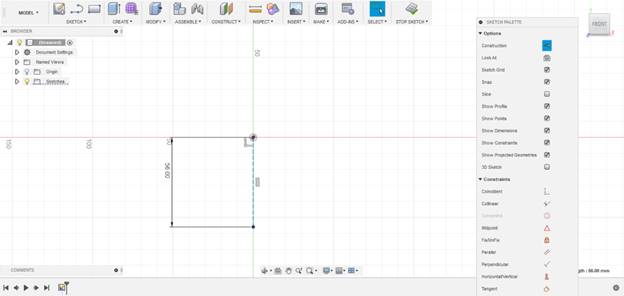 MODEL
SKETCH
CREATE
MODIFY
ASSEMBLE
CONSTRUCT
INSPECT
INSERT
MAKE
ADD-INS
SELECT
STOP SKETCH
BROWSER
(Unsaved)
Document Settings
Named Views
Origin
Sketches
50
150
100
56.00
SKETCH PALETTE
Options
Construction
Look At
Sketch Grid
Snap
Slice
Show Profile
Show Points
Show Dimensions
Show Constraints
Show Projected Geometries
3D Sketch
Constraints
Coincident
Collinear
Concentric
Midpoint
Fix/UnFix
Parallel
Perpendicular
Horizontal/Vertical
Tangent
FRONT
COMMENTS
56.00 mm